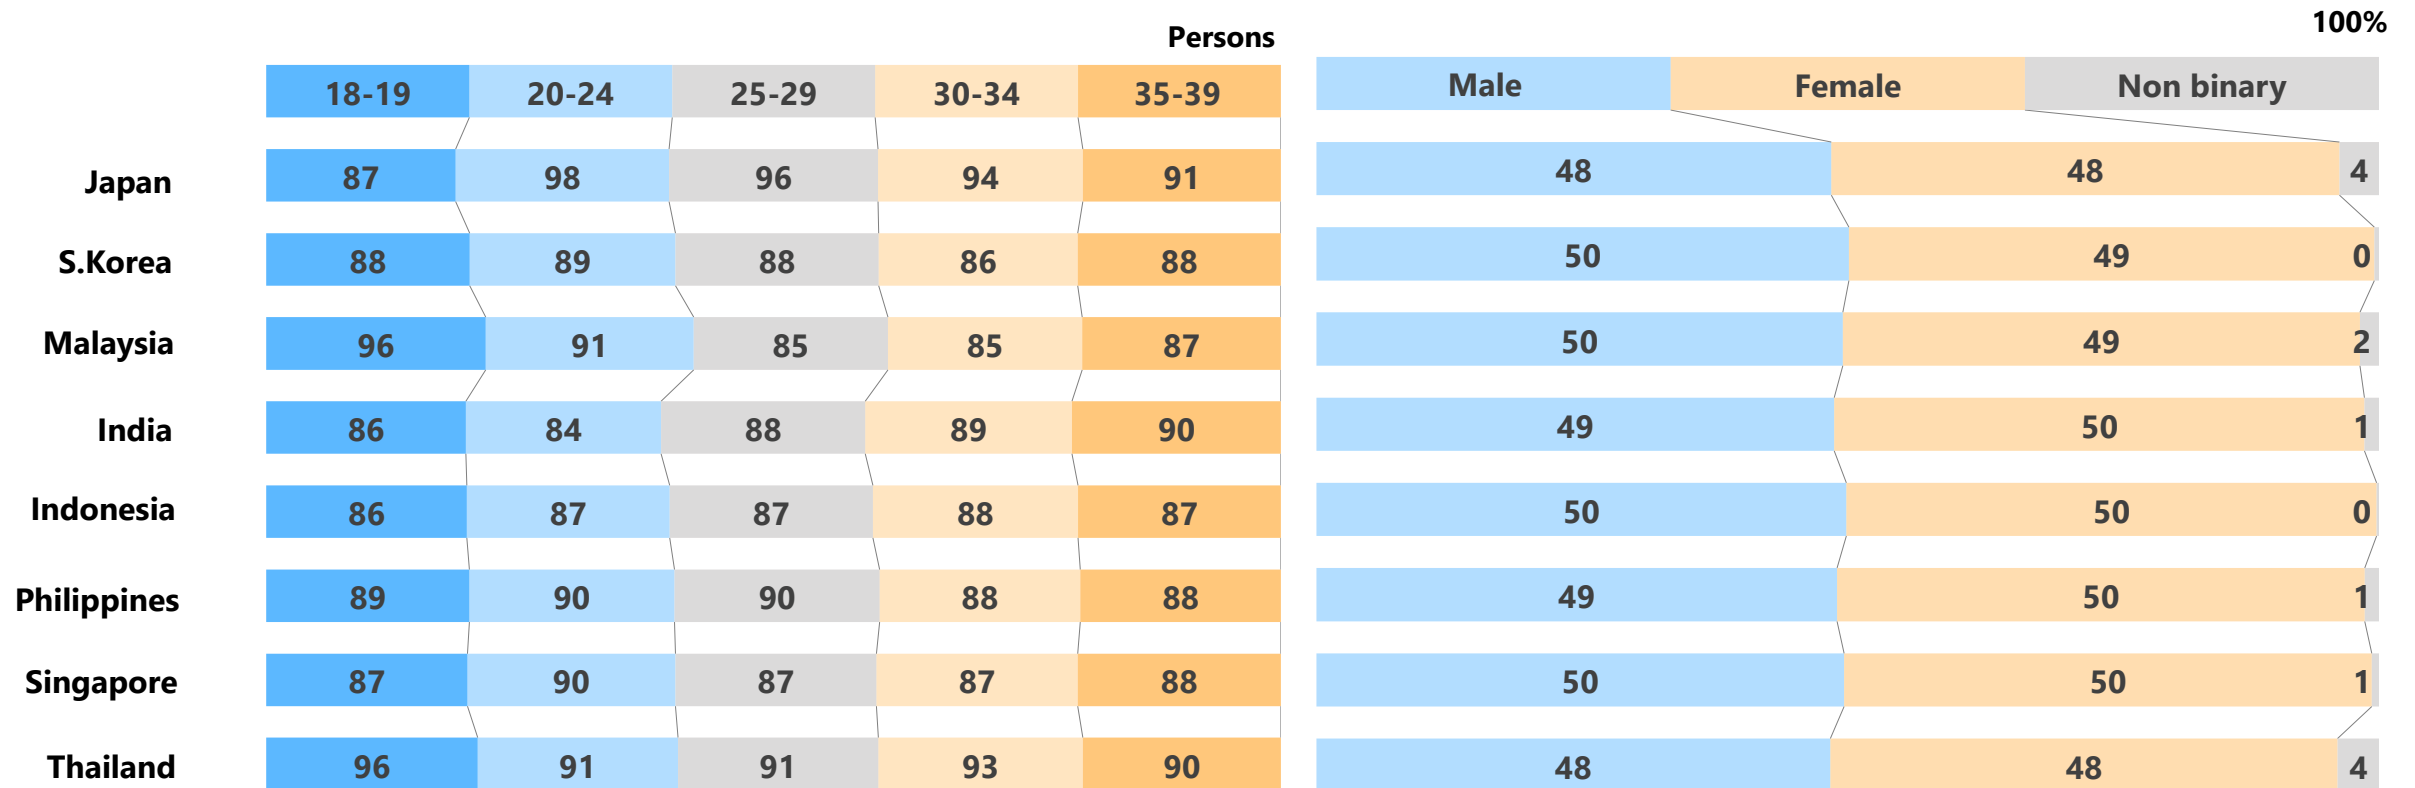 Persons 100%
18-19 20-24 25-29 30-34 35-39 Male Female Non binary
Japan 87 98 96 94 91 48 48 4
S.Korea 88 89 88 86 88 50 49 0
Malaysia 96 91 85 85 87 50 49 2
India 86 84 88 89 90 49 50 1
Indonesia 86 87 87 88 87 50 50 0
Philippines 89 90 90 88 88 49 50 1
Singapore 87 90 87 87 88 50 50 1
Thailand 96 91 91 93 90 48 48 4